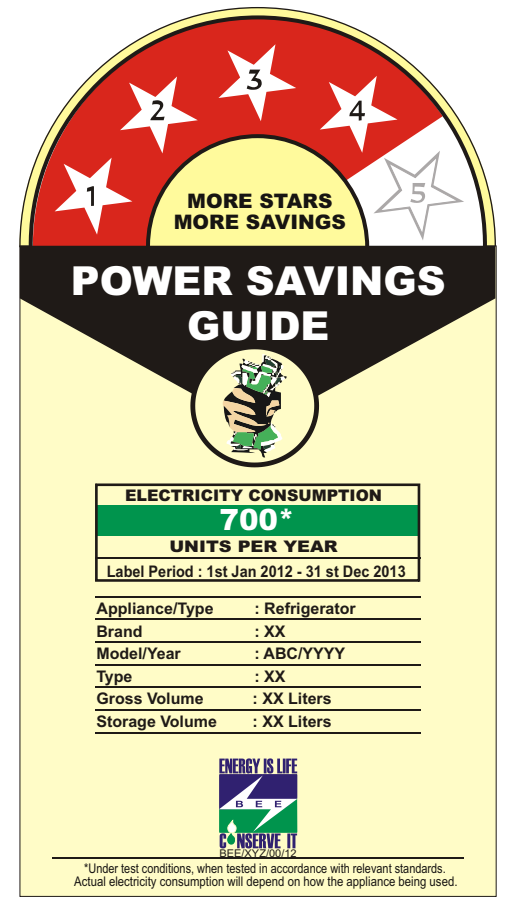 1
2
3
4
5
MORE STARS
MORE SAVINGS
POWER SAVINGS
GUIDE
ELECTRICITY CONSUMPTION
700*
UNITS PER YEAR
Label Period : 1st Jan 2012 - 31 st Dec 2013
Appliance/Type : Refrigerator
Brand : XX
Model/Year : ABC/YYYY
Type : XX
Gross Volume : XX Liters
Storage Volume : XX Liters
ENERGY IS LIFE
B E E
CONSERVE IT
BEE/XYZ/00/12
*Under test conditions, when tested in accordance with relevant standards.
Actual electricity consumption will depend on how the appliance being used.